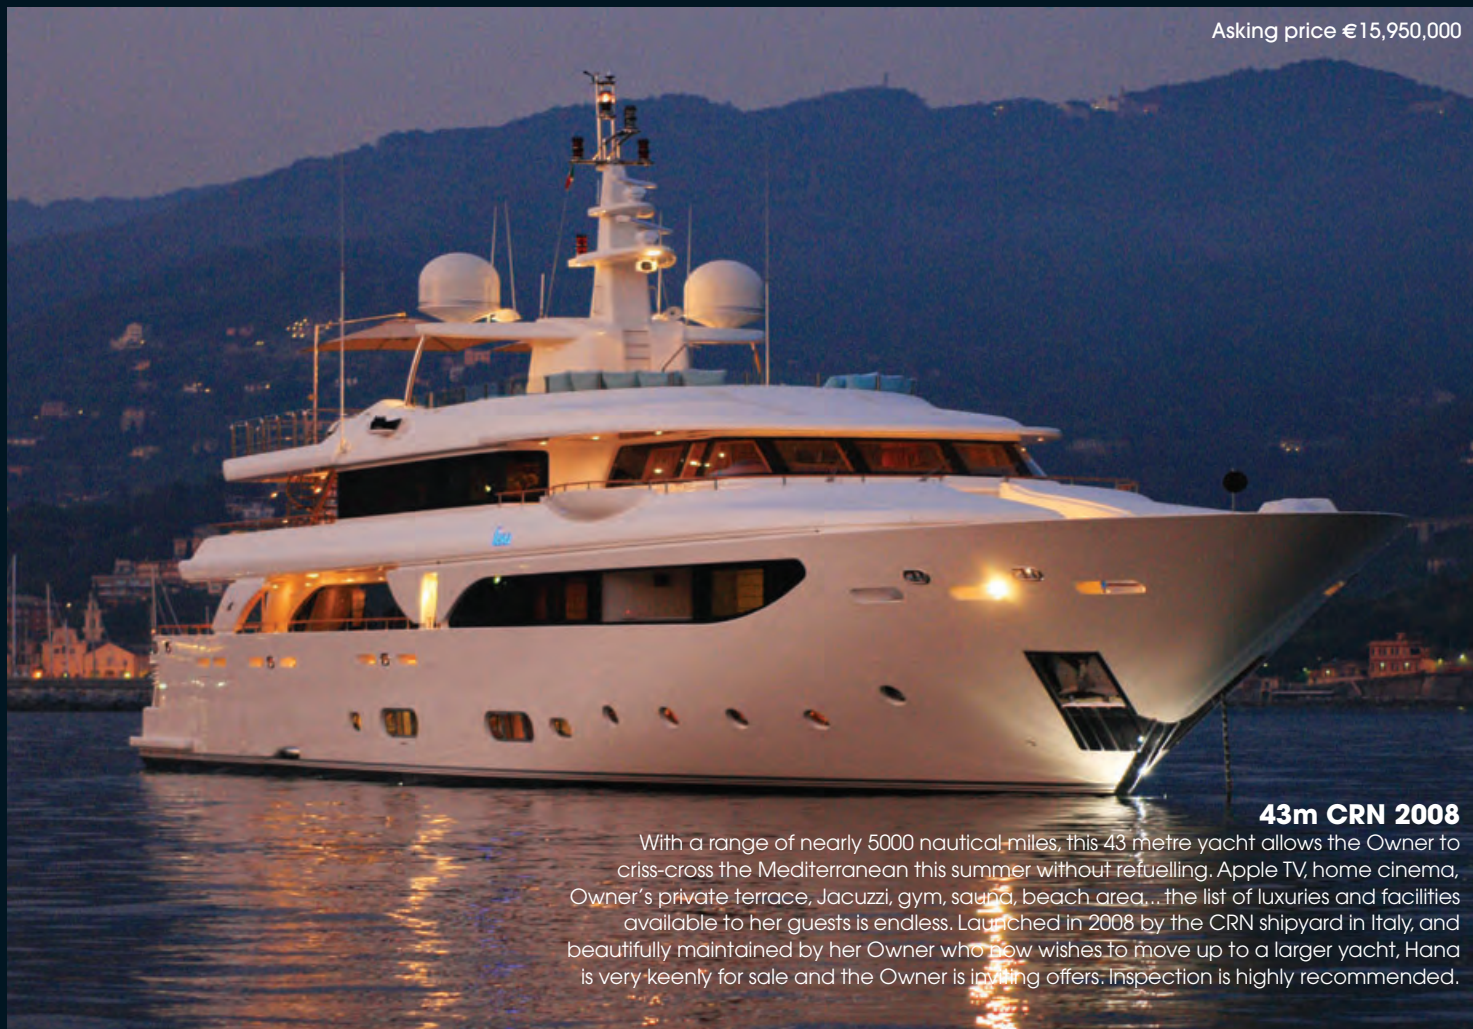 Asking price €15,950,000
43m CRN 2008
With a range of nearly 5000 nautical miles, this 43 metre yacht allows the Owner to
criss-cross the Mediterranean this summer without refuelling. Apple TV, home cinema,
Owner's private terrace, Jacuzzi, gym, sauna, beach area...the list of luxuries and facilities
available to her guests is endless. Launched in 2008 by the CRN shipyard in Italy, and
beautifully maintained by her Owner who now wishes to move up to a larger yacht, Hana
is very keenly for sale and the Owner is inviting offers. Inspection is highly recommended.